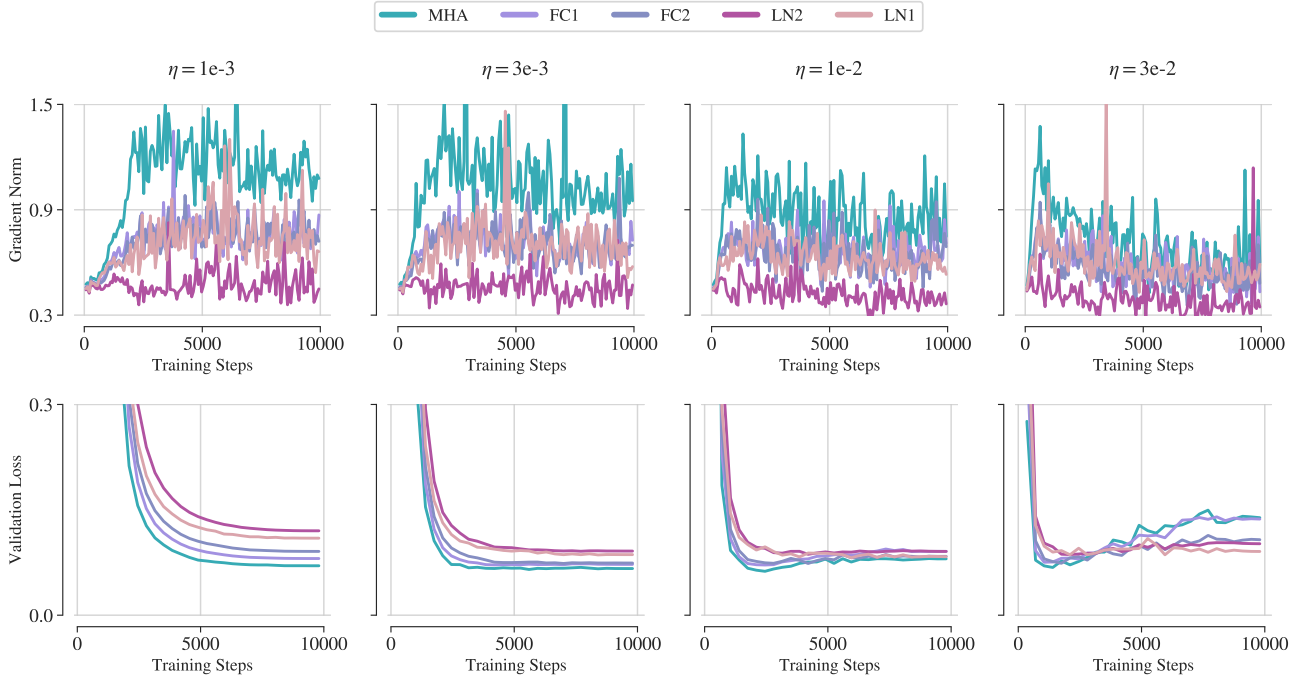 MHA FC1 FC2 LN2 LN1
η = 1e-3 η = 3e-3 η = 1e-2 η = 3e-2
Gradient Norm
1.5
0.9
0.3
0 5000 10000 0 5000 10000 0 5000 10000 0 5000 10000
Training Steps Training Steps Training Steps Training Steps
Validation Loss
0.3
0.0
0 5000 10000 0 5000 10000 0 5000 10000 0 5000 10000
Training Steps Training Steps Training Steps Training Steps